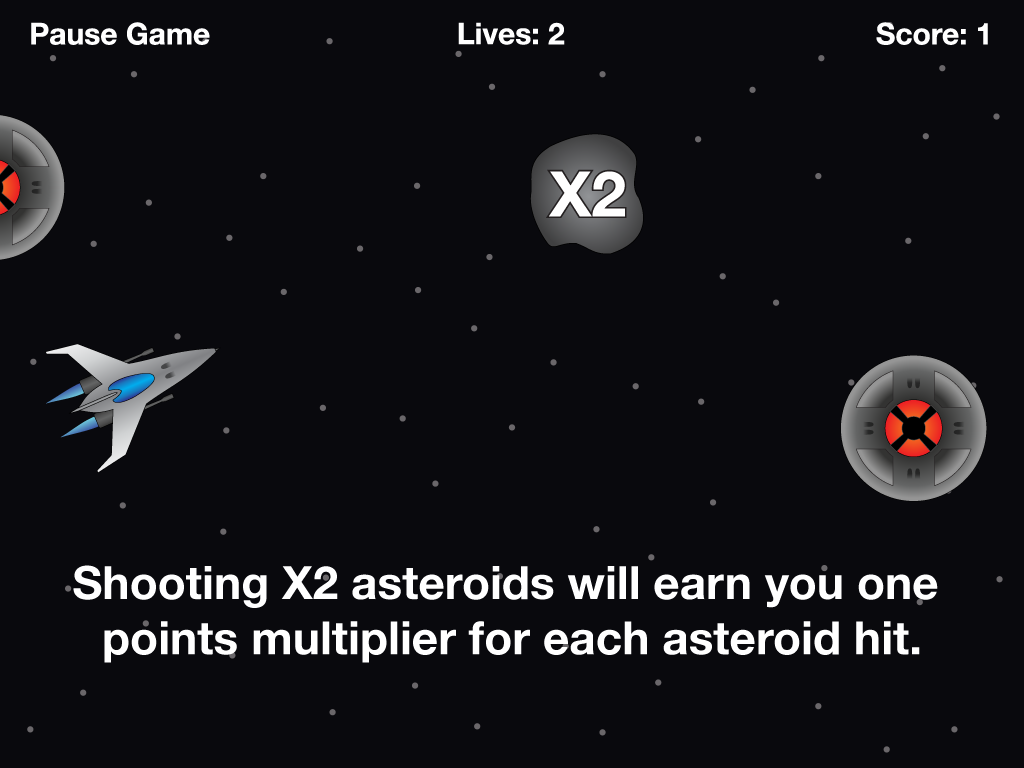 Pause Game
Lives: 2
Score: 1
X2
Shooting X2 asteroids will earn you one
points multiplier for each asteroid hit.